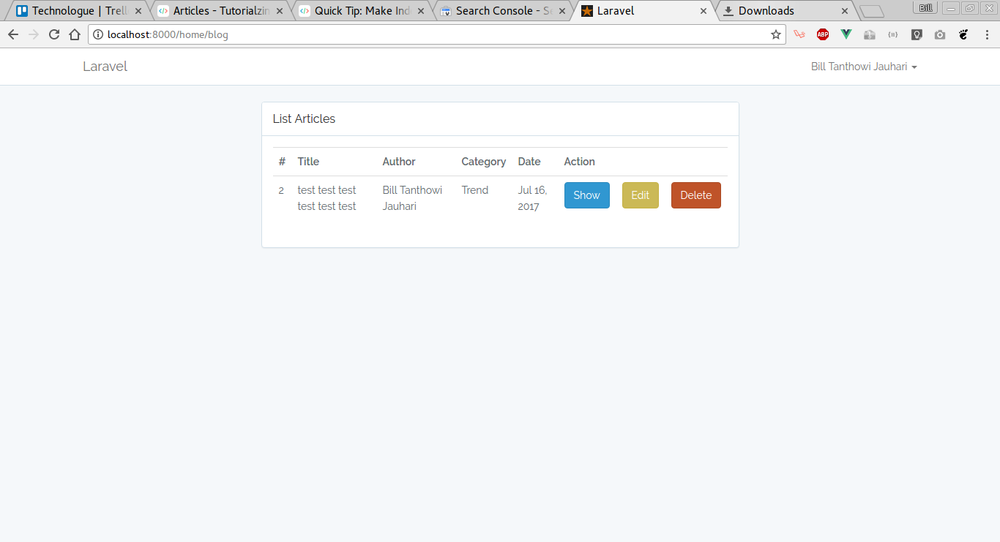 Technologue | Trell
Articles - Tutorialzin
Quick Tip: Make Ind
Search Console - Se
Laravel
Downloads
Bill
localhost:8000/home/blog
ABP
Laravel
Bill Tanthowi Jauhari
List Articles
# Title Author Category Date Action
2 test test test Bill Tanthowi Trend Jul 16, Show Edit Delete
test test test Jauhari 2017